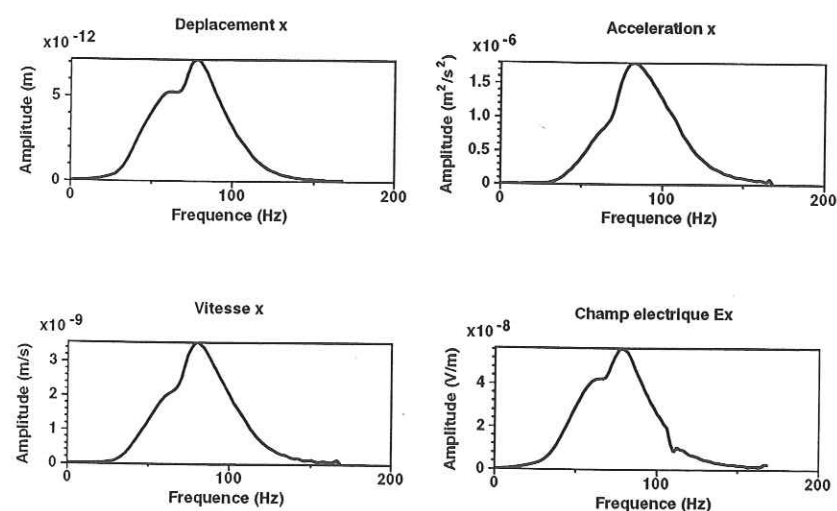 Deplacement x
x10 -12
Amplitude (m)
5
0
0
100
200
Frequence (Hz)
Acceleration x
x10 -6
Amplitude (m²/s²)
1.5
1.0
0.5
0
0
100
200
Frequence (Hz)
Vitesse x
x10 -9
Amplitude (m/s)
3
2
1
0
0
100
200
Frequence (Hz)
Champ electrique Ex
x10 -8
Amplitude (V/m)
4
2
0
0
100
200
Frequence (Hz)